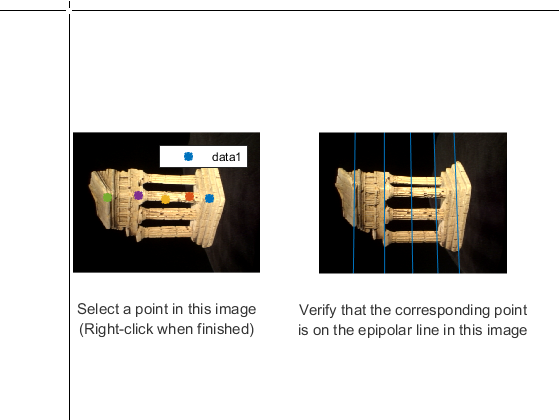 data1
Select a point in this image
(Right-click when finished)
Verify that the corresponding point
is on the epipolar line in this image